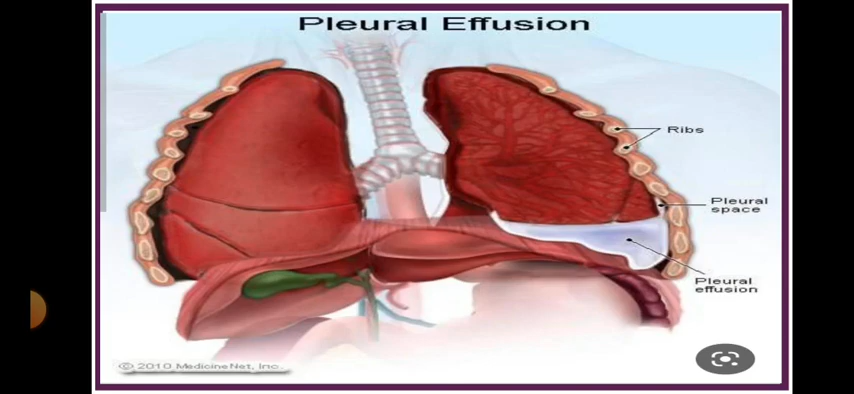 Pleural Effusion
Ribs
Pleural
space
Pleural
effusion
© 2010 MedicineNet, Inc.